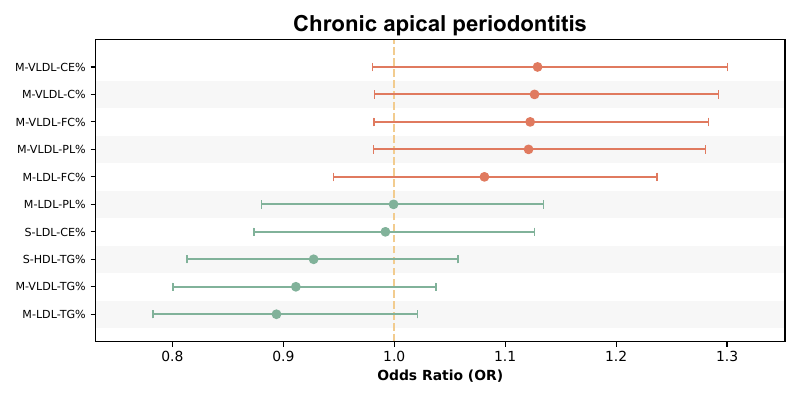 Chronic apical periodontitis
M-VLDL-CE%
M-VLDL-C%
M-VLDL-FC%
M-VLDL-PL%
M-LDL-FC%
M-LDL-PL%
S-LDL-CE%
S-HDL-TG%
M-VLDL-TG%
M-LDL-TG%
0.8 0.9 1.0 1.1 1.2 1.3
Odds Ratio (OR)